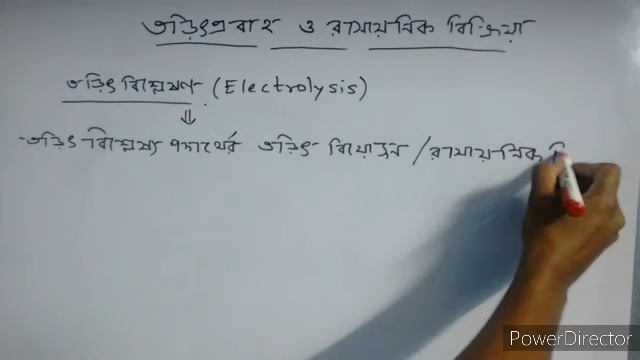 তড়িৎপ্রবাহ ও রাসায়নিক বিক্রিয়া
তড়িৎ বিশ্লেষণ (Electrolysis)
তড়িৎ বিশ্লেষ্য পদার্থের তড়িৎ বিয়োজন / রাসায়নিক
PowerDirector